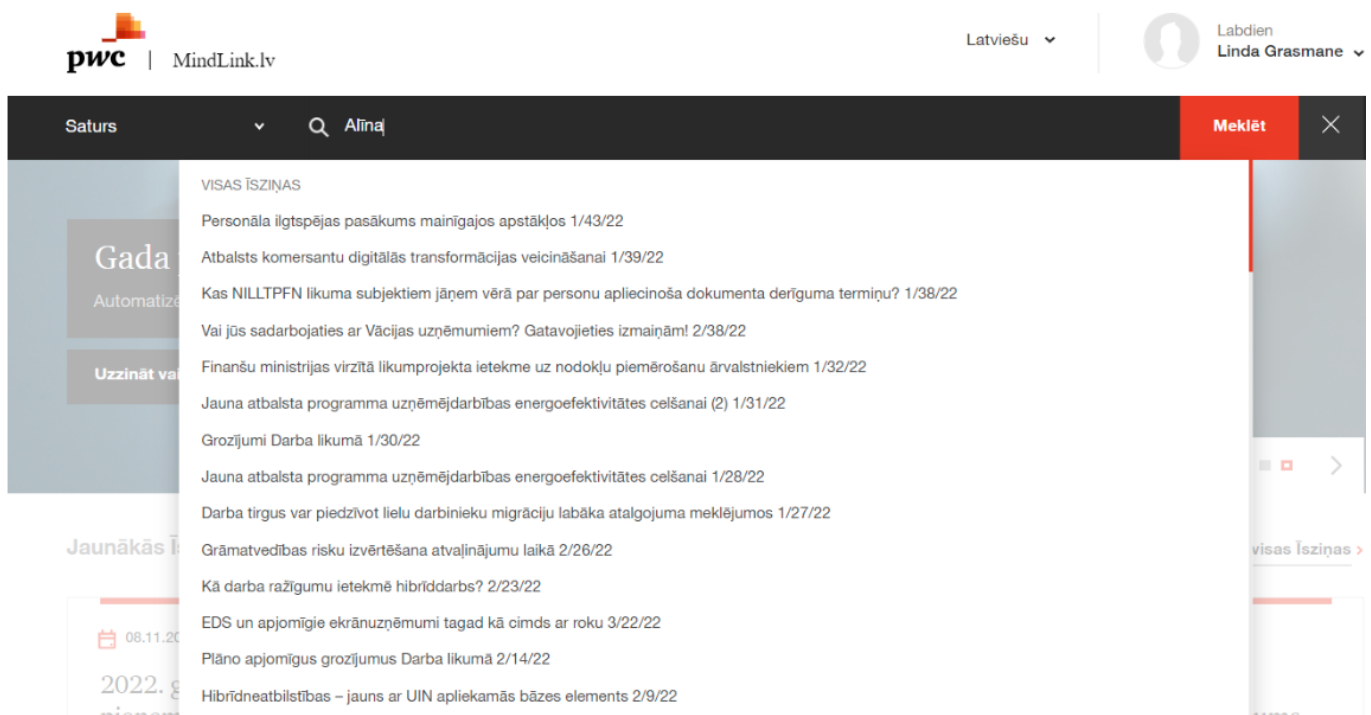 Latviešu
Labdien
Linda Grasmane
pwc | MindLink.lv
Saturs
Alīna
Meklēt
VISAS ĪSZIŅAS
Personāla ilgtspējas pasākums mainīgajos apstākļos 1/43/22
Gada
Atbalsts komersantu digitālās transformācijas veicināšanai 1/39/22
Kas NILLTPFN likuma subjektiem jāņem vērā par personu apliecinoša dokumenta derīguma termiņu? 1/38/22
Vai jūs sadarbojaties ar Vācijas uzņēmumiem? Gatavojieties izmaiņām! 2/38/22
Uzzināt vai
Finanšu ministrijas virzītā likumprojekta ietekme uz nodokļu piemērošanu ārvalstniekiem 1/32/22
Jauna atbalsta programma uzņēmējdarbības energoefektivitātes celšanai (2) 1/31/22
Grozījumi Darba likumā 1/30/22
Jauna atbalsta programma uzņēmējdarbības energoefektivitātes celšanai 1/28/22
Darba tirgus var piedzīvot lielu darbinieku migrāciju labāka atalgojuma meklējumos 1/27/22
Jaunākās
Grāmatvedības risku izvērtēšana atvaļinājumu laikā 2/26/22
visas Īsziņas
Kā darba ražīgumu ietekmē hibrīddarbs? 2/23/22
EDS un apjomīgie ekrānuzņēmumi tagad kā cimds ar roku 3/22/22
08.11.20
Plāno apjomīgus grozījumus Darba likumā 2/14/22
2022. g
Hibrīdneatbilstības – jauns ar UIN apliekamās bāzes elements 2/9/22